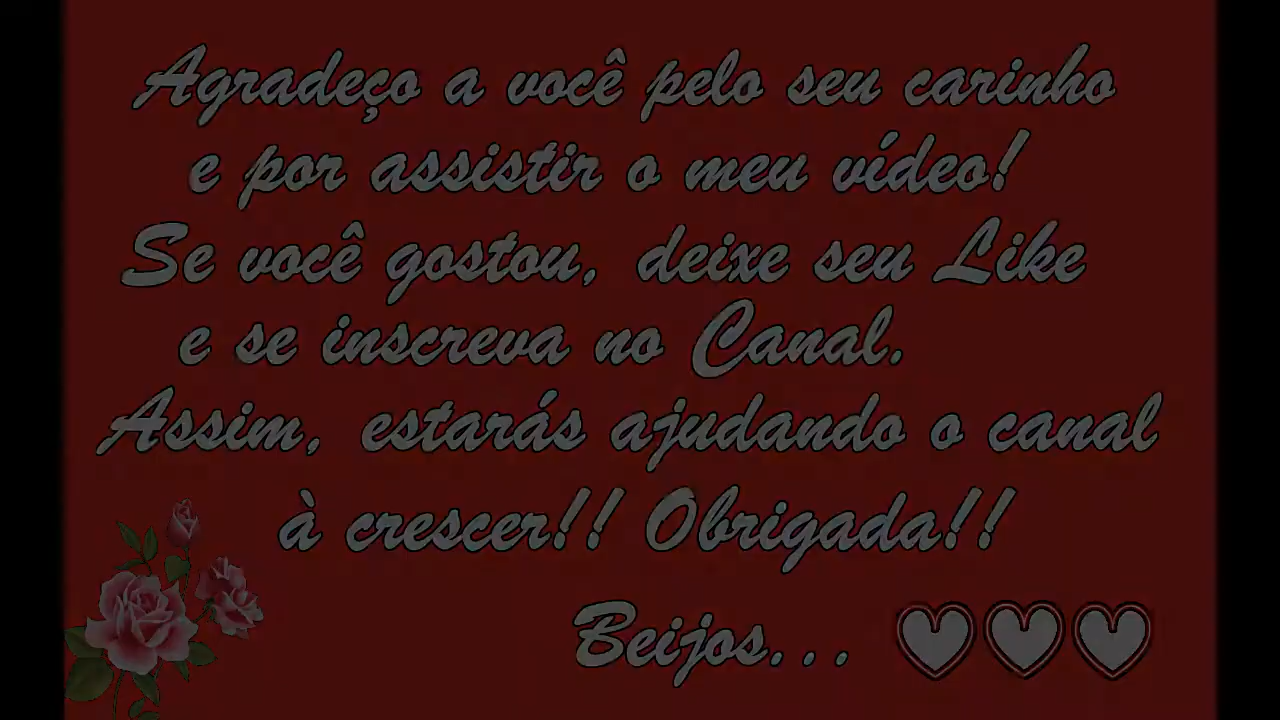 Agradeço a você pelo seu carinho
e por assistir o meu vídeo!
Se você gostou, deixe seu Like
e se inscreva no Canal.
Assim, estarás ajudando o canal
à crescer!! Obrigada!!
Beijos...